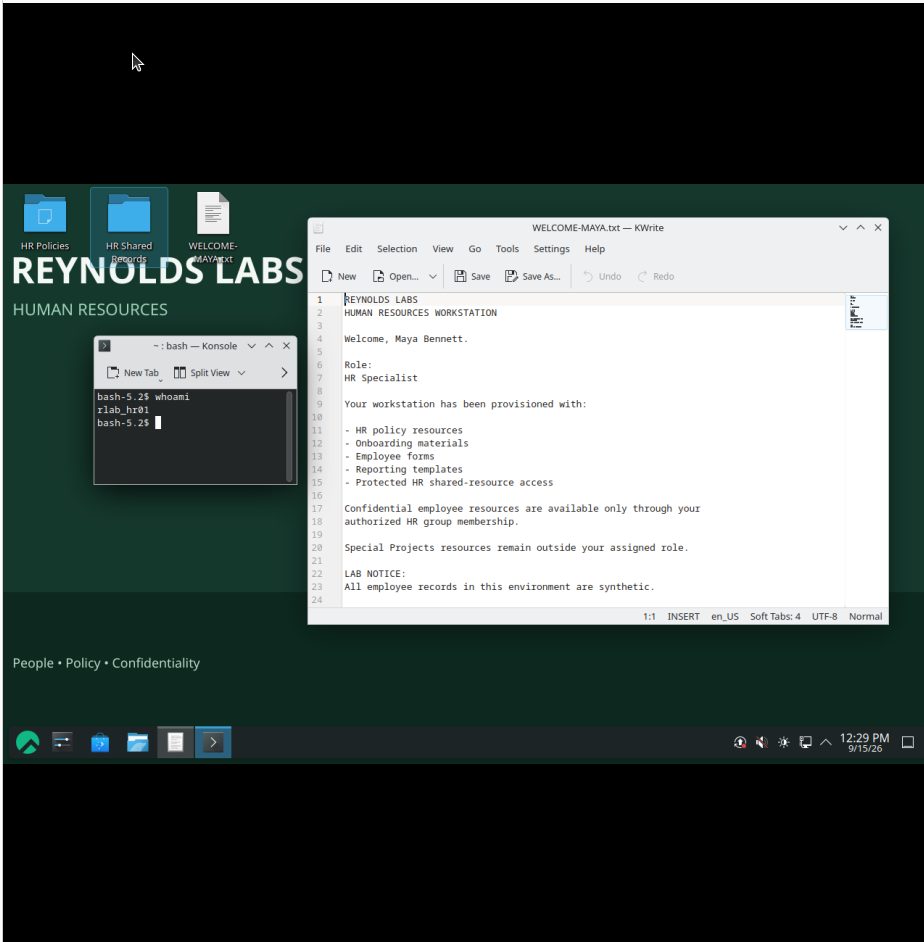 HR Policies
HR Shared
Records
WELCOME-
MAYA.txt
REYNOLDS LABS
HUMAN RESOURCES
~ : bash — Konsole
New Tab
Split View
bash-5.2$ whoami
rlab_hr01
bash-5.2$
WELCOME-MAYA.txt — KWrite
File Edit Selection View Go Tools Settings Help
New Open... Save Save As... Undo Redo
1 REYNOLDS LABS
2 HUMAN RESOURCES WORKSTATION
3
4 Welcome, Maya Bennett.
5
6 Role:
7 HR Specialist
8
9 Your workstation has been provisioned with:
10
11 - HR policy resources
12 - Onboarding materials
13 - Employee forms
14 - Reporting templates
15 - Protected HR shared-resource access
16
17 Confidential employee resources are available only through your
18 authorized HR group membership.
19
20 Special Projects resources remain outside your assigned role.
21
22 LAB NOTICE:
23 All employee records in this environment are synthetic.
24
1:1 INSERT en_US Soft Tabs: 4 UTF-8 Normal
People • Policy • Confidentiality
12:29 PM
9/15/26